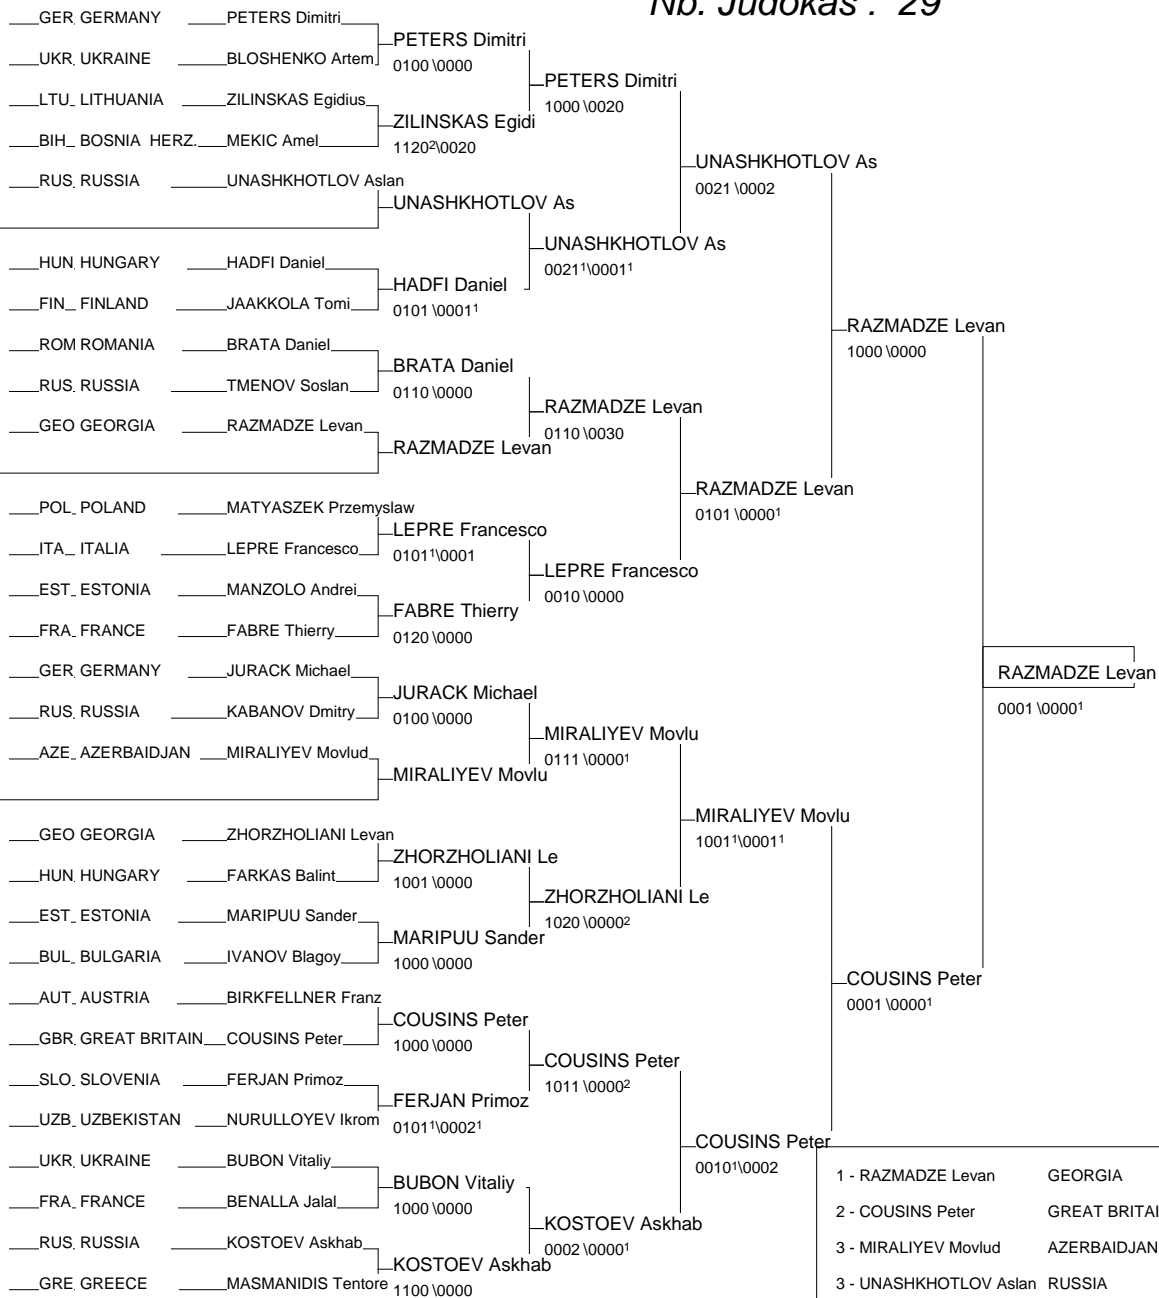 Nb. Judokas : 29
GER GERMANY PETERS Dimitri
UKR UKRAINE BLOSHENKO Artem
LTU LITHUANIA ZILINSKAS Egidius
BIH BOSNIA HERZ. MEKIC Amel
RUS RUSSIA UNASHKHOTLOV Aslan
HUN HUNGARY HADFI Daniel
FIN FINLAND JAAKKOLA Tomi
ROM ROMANIA BRATA Daniel
RUS RUSSIA TMENOV Soslan
GEO GEORGIA RAZMADZE Levan
POL POLAND MATYASZEK Przemyslaw
ITA ITALIA LEPRE Francesco
EST ESTONIA MANZOLO Andrei
FRA FRANCE FABRE Thierry
GER GERMANY JURACK Michael
RUS RUSSIA KABANOV Dmitry
AZE AZERBAIDJAN MIRALIYEV Movlud
GEO GEORGIA ZHORZHOLIANI Levan
HUN HUNGARY FARKAS Balint
EST ESTONIA MARIPUU Sander
BUL BULGARIA IVANOV Blagoy
AUT AUSTRIA BIRKFELLNER Franz
GBR GREAT BRITAIN COUSINS Peter
SLO SLOVENIA FERJAN Primoz
UZB UZBEKISTAN NURULLOYEV Ikrom
UKR UKRAINE BUBON Vitaliy
FRA FRANCE BENALLA Jalal
RUS RUSSIA KOSTOEV Askhab
GRE GREECE MASMANIDIS Tentore
PETERS Dimitri
0100 \0000
ZILINSKAS Egidi
1120²\0020
UNASHKHOTLOV As
HADFI Daniel
0101 \0001¹
BRATA Daniel
0110 \0000
RAZMADZE Levan
LEPRE Francesco
0101¹\0001
FABRE Thierry
0120 \0000
JURACK Michael
0100 \0000
MIRALIYEV Movlu
ZHORZHOLIANI Le
1001 \0000
MARIPUU Sander
1000 \0000
COUSINS Peter
1000 \0000
FERJAN Primoz
0101¹\0002¹
BUBON Vitaliy
1000 \0000
KOSTOEV Askhab
1100 \0000
PETERS Dimitri
1000 \0020
UNASHKHOTLOV As
0021¹\0001¹
RAZMADZE Levan
0110 \0030
LEPRE Francesco
0010 \0000
MIRALIYEV Movlu
0111 \0000¹
ZHORZHOLIANI Le
1020 \0000²
COUSINS Peter
1011 \0000²
KOSTOEV Askhab
0002 \0000¹
UNASHKHOTLOV As
0021 \0002
RAZMADZE Levan
0101 \0000¹
MIRALIYEV Movlu
1001¹\0001¹
COUSINS Peter
0010¹\0002
RAZMADZE Levan
1000 \0000
COUSINS Peter
0001 \0000¹
RAZMADZE Levan
0001 \0000¹
1 - RAZMADZE Levan GEORGIA
2 - COUSINS Peter GREAT BRITAI
3 - MIRALIYEV Movlud AZERBAIDJAN
3 - UNASHKHOTLOV Aslan RUSSIA